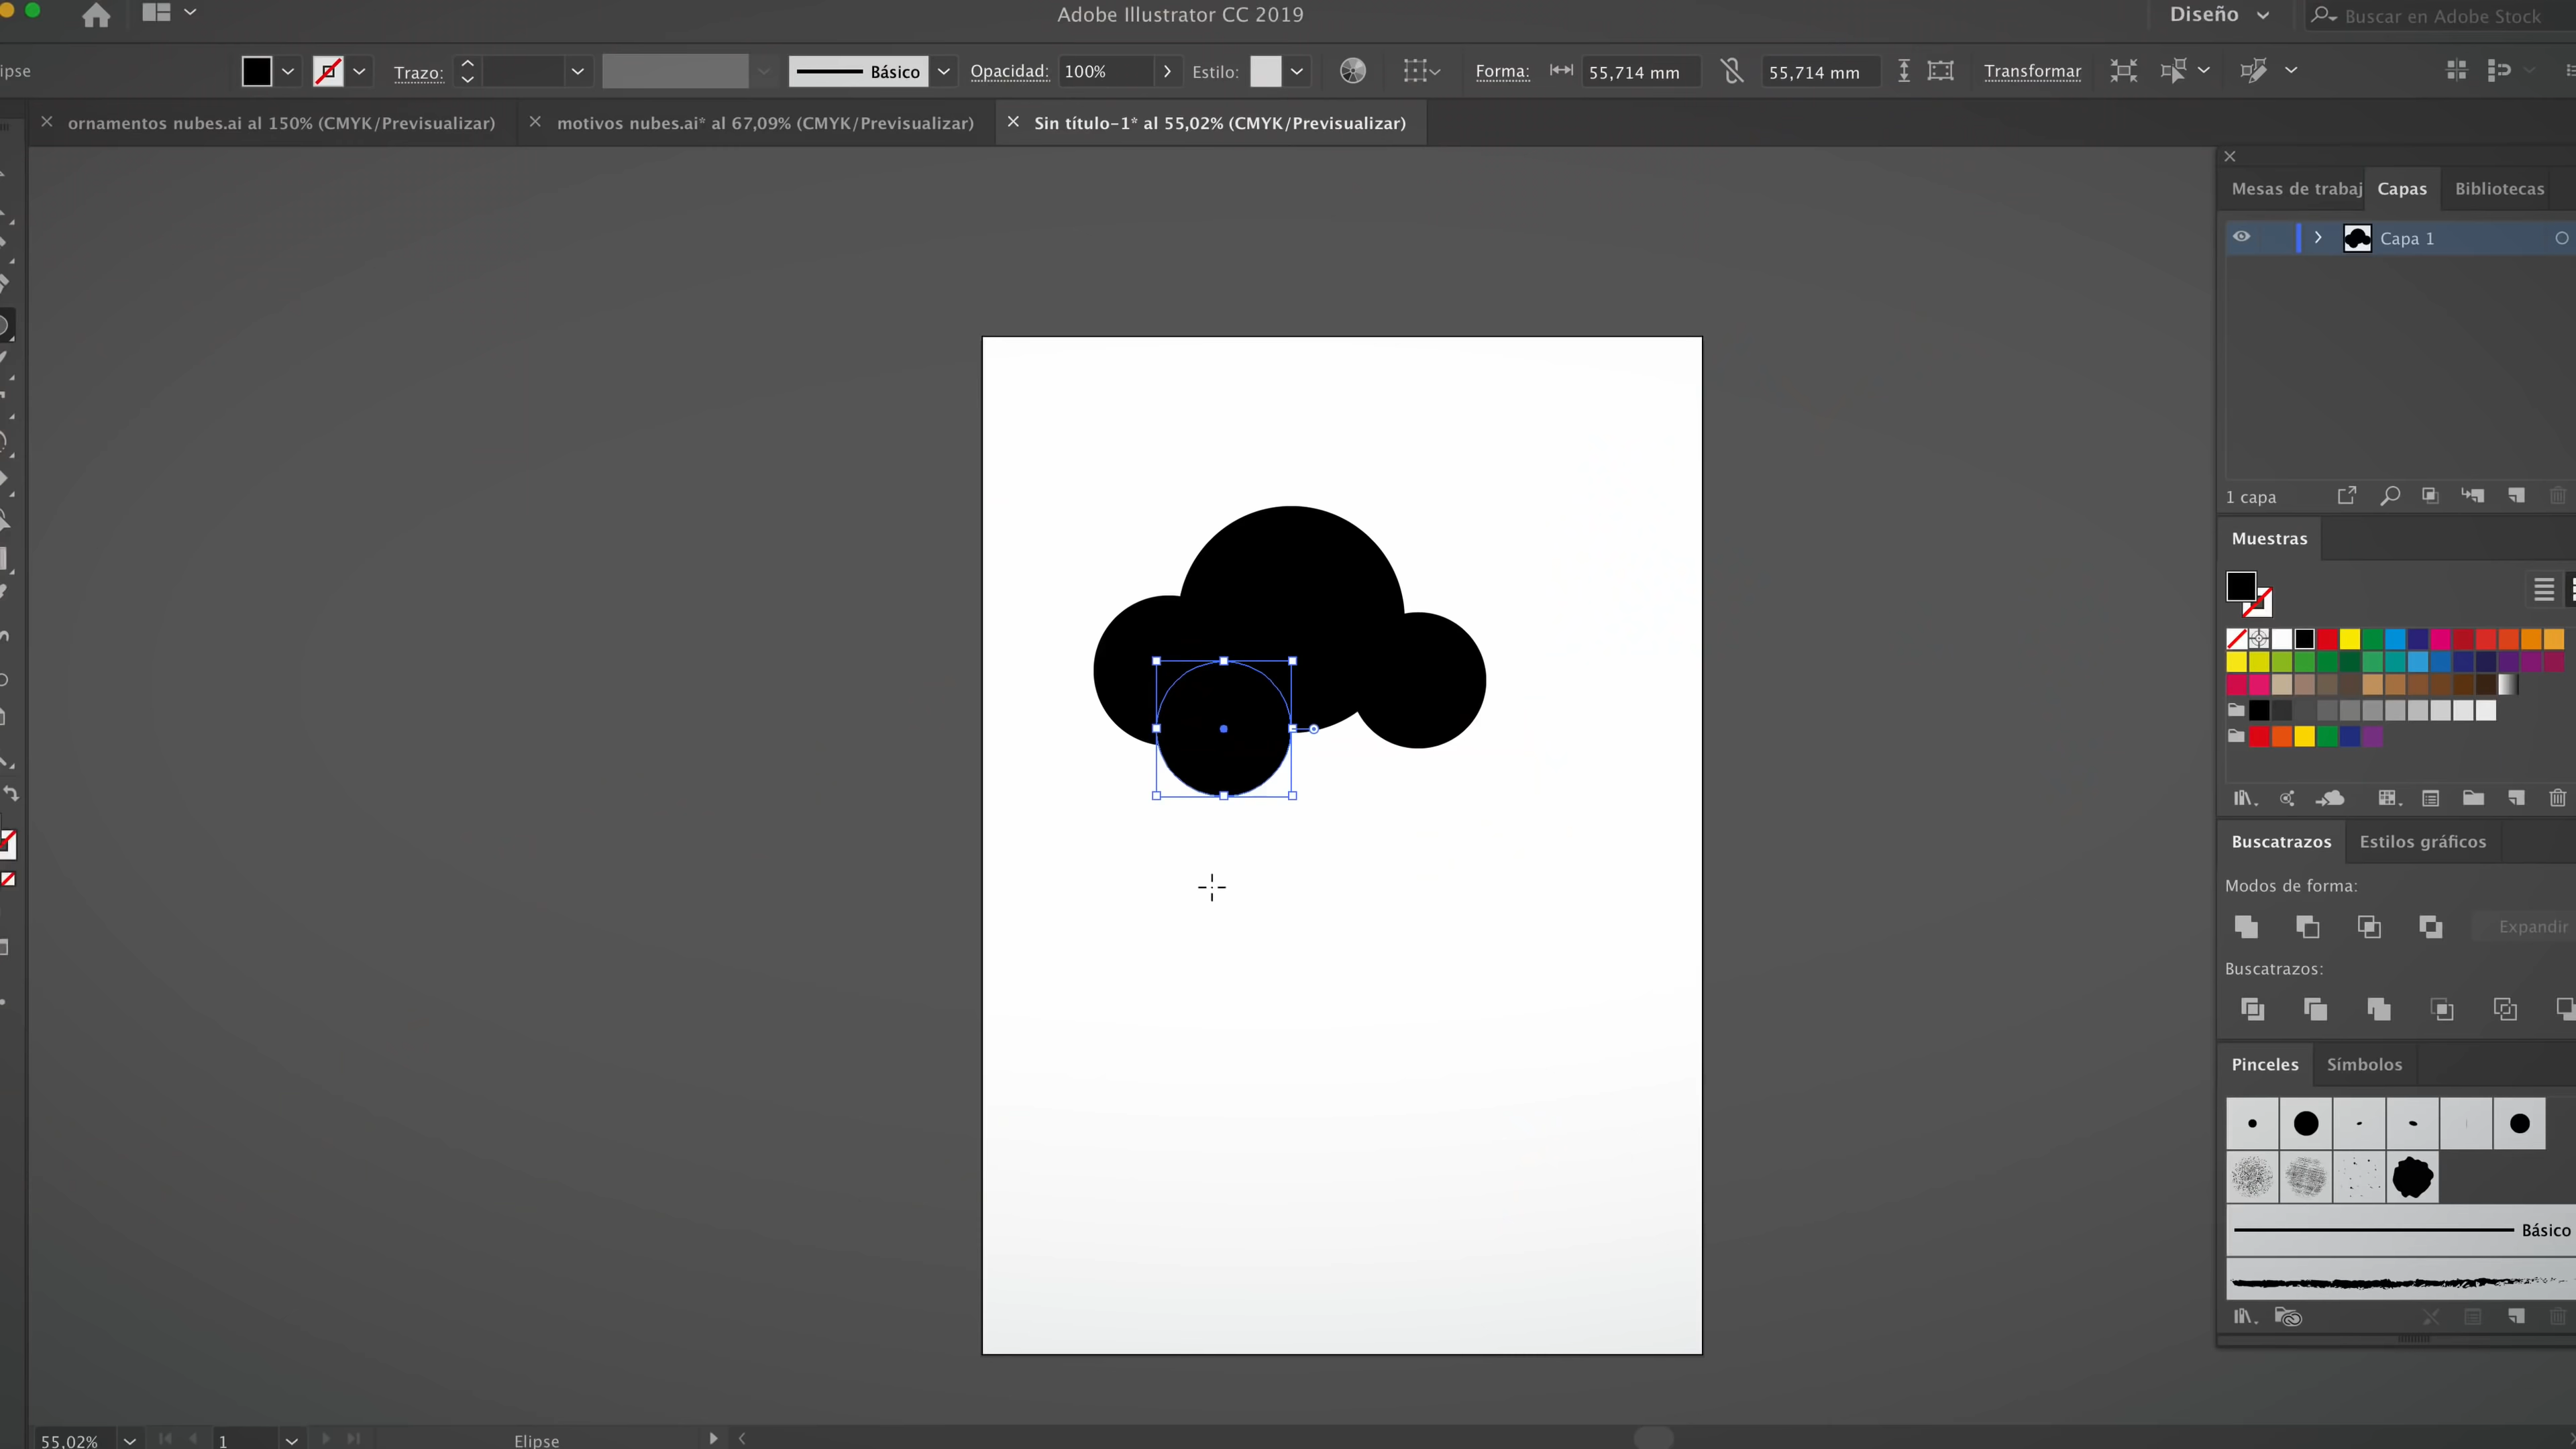 Adobe Illustrator CC 2019
Diseño
Buscar en Adobe Stock
ipse
Trazo:
Básico
Opacidad:
100%
Estilo:
Forma:
55,714 mm
55,714 mm
Transformar
ornamentos nubes.ai al 150% (CMYK/Previsualizar)
motivos nubes.ai* al 67,09% (CMYK/Previsualizar)
Sin título-1* al 55,02% (CMYK/Previsualizar)
Mesas de trabaj
Capas
Bibliotecas
Capa 1
1 capa
Muestras
Buscatrazos
Estilos gráficos
Modos de forma:
Expandir
Buscatrazos:
Pinceles
Símbolos
Básico
55,02%
1
Elipse